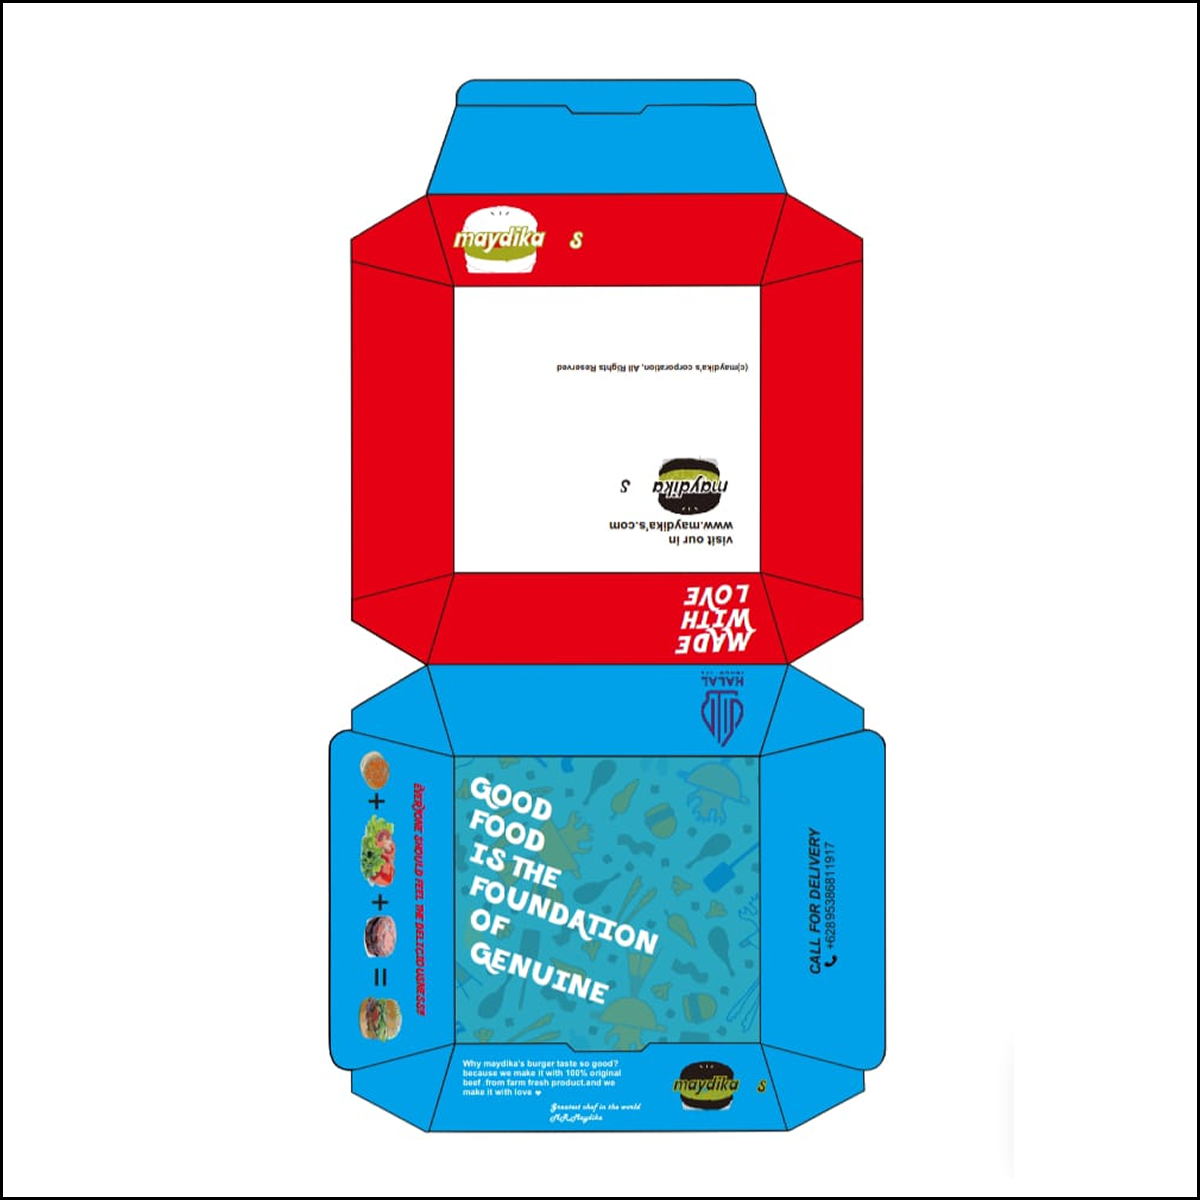 maydika S
(c)maydika's corporation, All Rights Reserved
maydika S
www.maydika's.com
visit our in
MADE
WITH
LOVE
HALAL
EVERYONE SHOULD FEEL THE DELICIOUSNESS!!
+ + =
GOOD
FOOD
IS THE
FOUNDATION
OF
GENUINE
CALL FOR DELIVERY
+62895386811917
Why maydika's burger taste so good?
because we make it with 100% original
beef .from farm fresh product.and we
make it with love ❤
Greatest chef in the world
MR.Maydika
maydika S